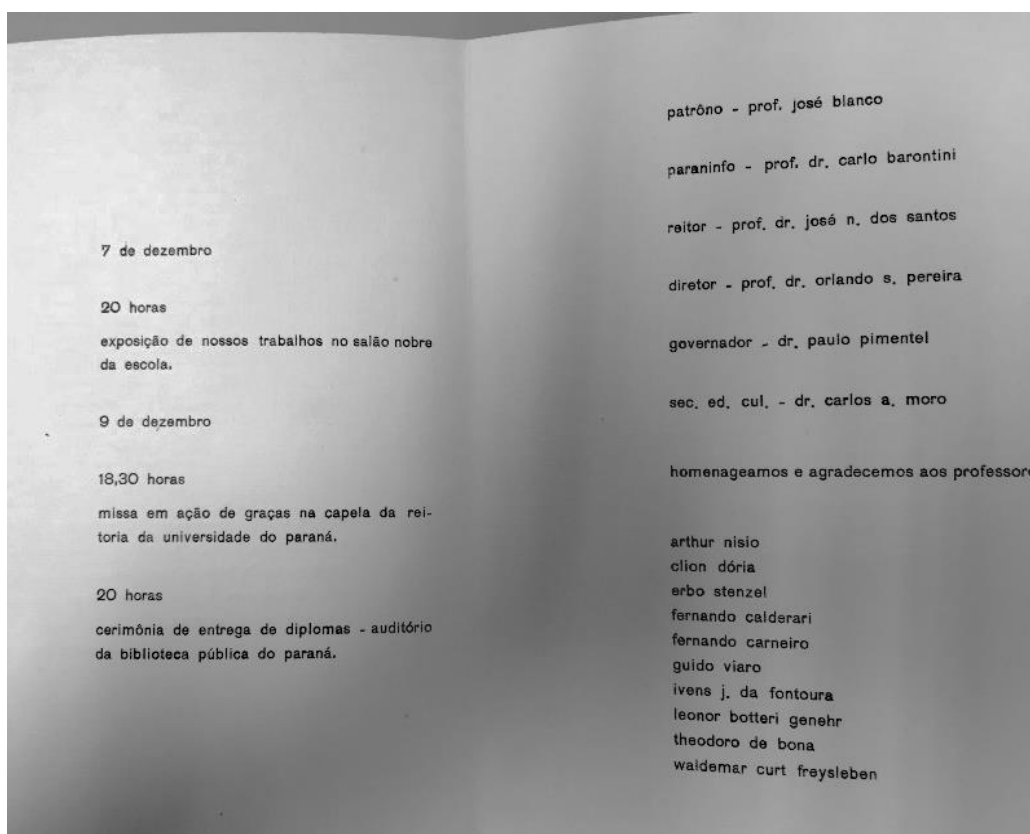 7 de dezembro
20 horas
exposição de nossos trabalhos no salão nobre
da escola.
9 de dezembro
18,30 horas
missa em ação de graças na capela da rei-
toria da universidade do paraná.
20 horas
cerimônia de entrega de diplomas - auditório
da biblioteca pública do paraná.
patrôno - prof. josé bianco
paraninfo - prof. dr. carlo barontini
reitor - prof. dr. josé n. dos santos
diretor - prof. dr. orlando s. pereira
governador - dr. paulo pimentel
sec. ed. cul. - dr. carlos a. moro
homenageamos e agradecemos aos professor
arthur nisio
clion dória
erbo stenzel
fernando calderari
fernando carneiro
guido viaro
ivens j. da fontoura
leonor botteri genehr
theodoro de bona
waldemar curt freysleben